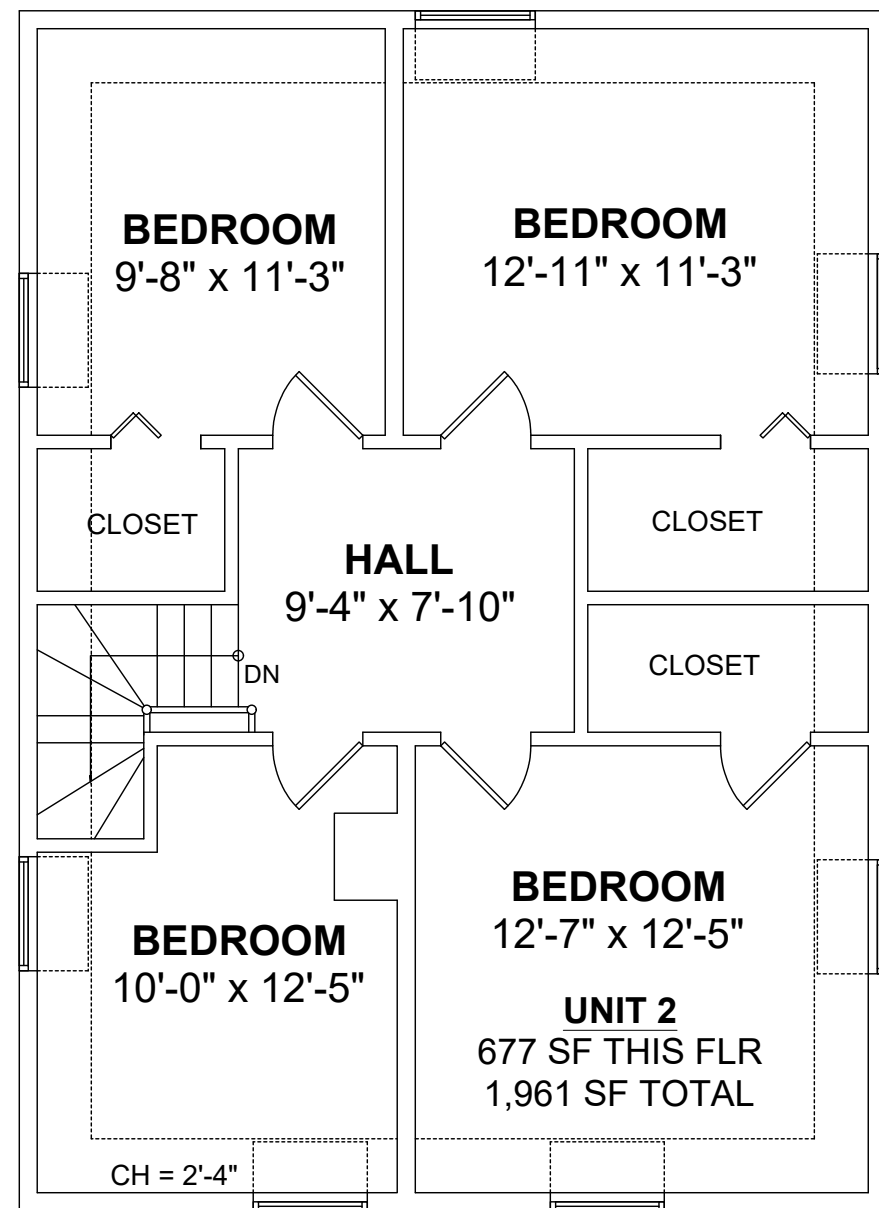 BEDROOM
9'-8" x 11'-3"
BEDROOM
12'-11" x 11'-3"
CLOSET
HALL
9'-4" x 7'-10"
CLOSET
DN
CLOSET
BEDROOM
10'-0" x 12'-5"
BEDROOM
12'-7" x 12'-5"
UNIT 2
677 SF THIS FLR
1,961 SF TOTAL
CH = 2'-4"